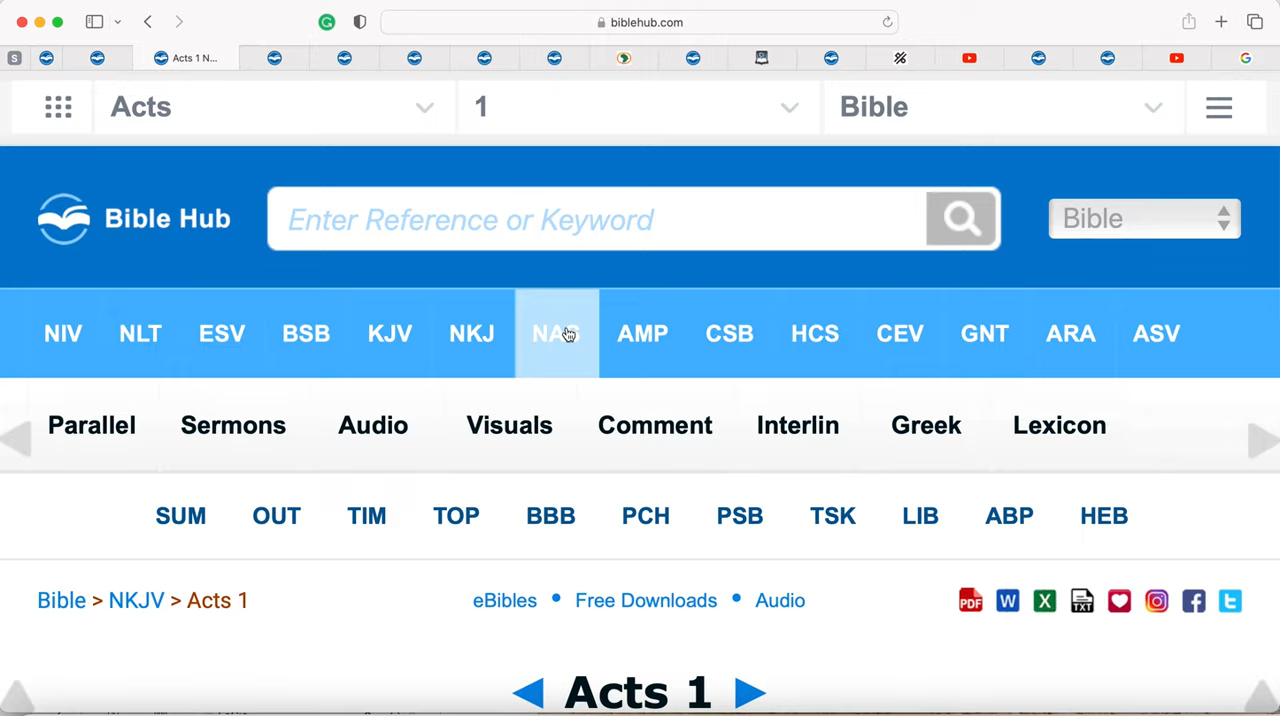 biblehub.com
S Acts 1 N...
Acts 1 Bible
Bible Hub Enter Reference or Keyword Bible
NIV NLT ESV BSB KJV NKJ NAS AMP CSB HCS CEV GNT ARA ASV
Parallel Sermons Audio Visuals Comment Interlin Greek Lexicon
SUM OUT TIM TOP BBB PCH PSB TSK LIB ABP HEB
Bible > NKJV > Acts 1 eBibles • Free Downloads • Audio PDF W X TXT
Acts 1